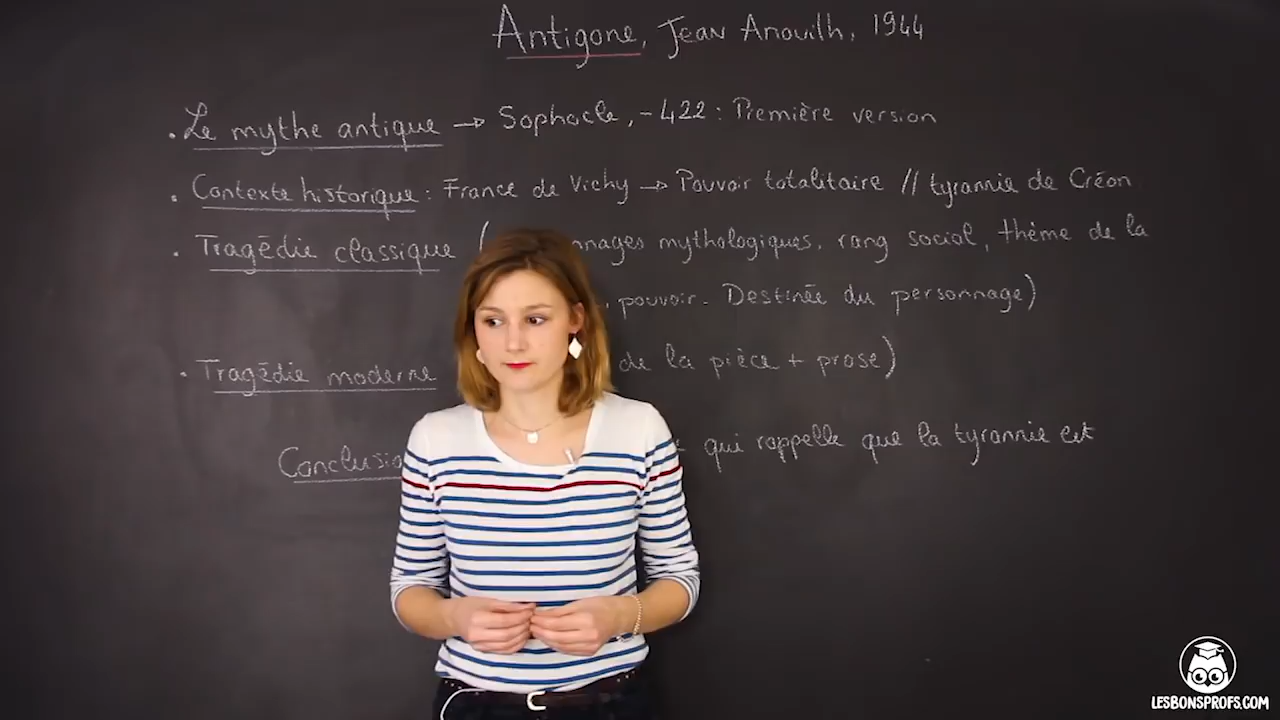 Antigone, Jean Anouilh, 1944
. Le mythe antique → Sophocle, -422 : Première version
. Contexte historique : France de Vichy → Pouvoir totalitaire // tyrannie de Créon
. Tragédie classique ( nnages mythologiques, rang social, thème de la
, pouvoir. Destinée du personnage)
. Tragédie moderne de la pièce + prose)
Conclusio qui rappelle que la tyrannie est
LESBONSPROFS.COM